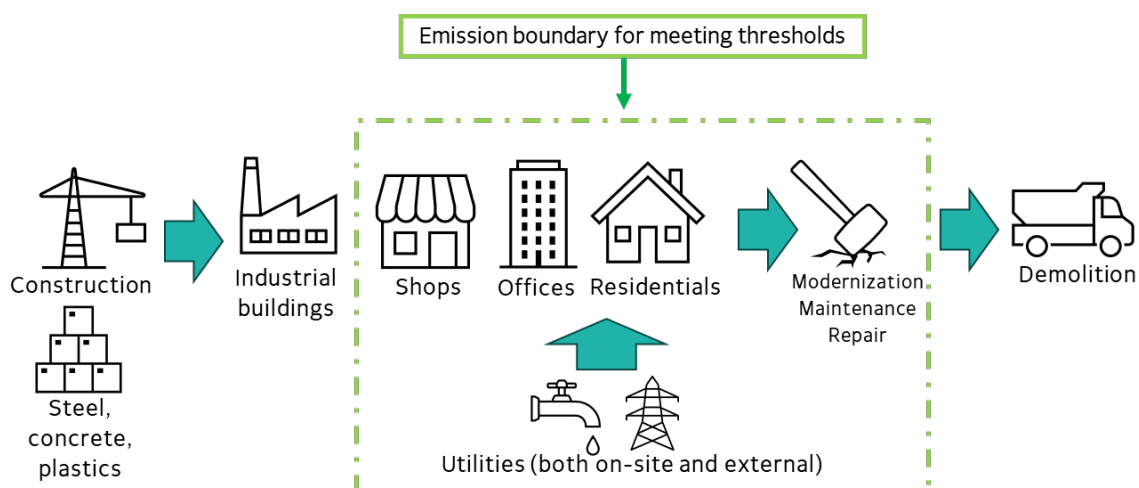 Emission boundary for meeting thresholds
Construction
Steel,
concrete,
plastics
Industrial
buildings
Shops
Offices
Residentials
Utilities (both on-site and external)
Modernization
Maintenance
Repair
Demolition